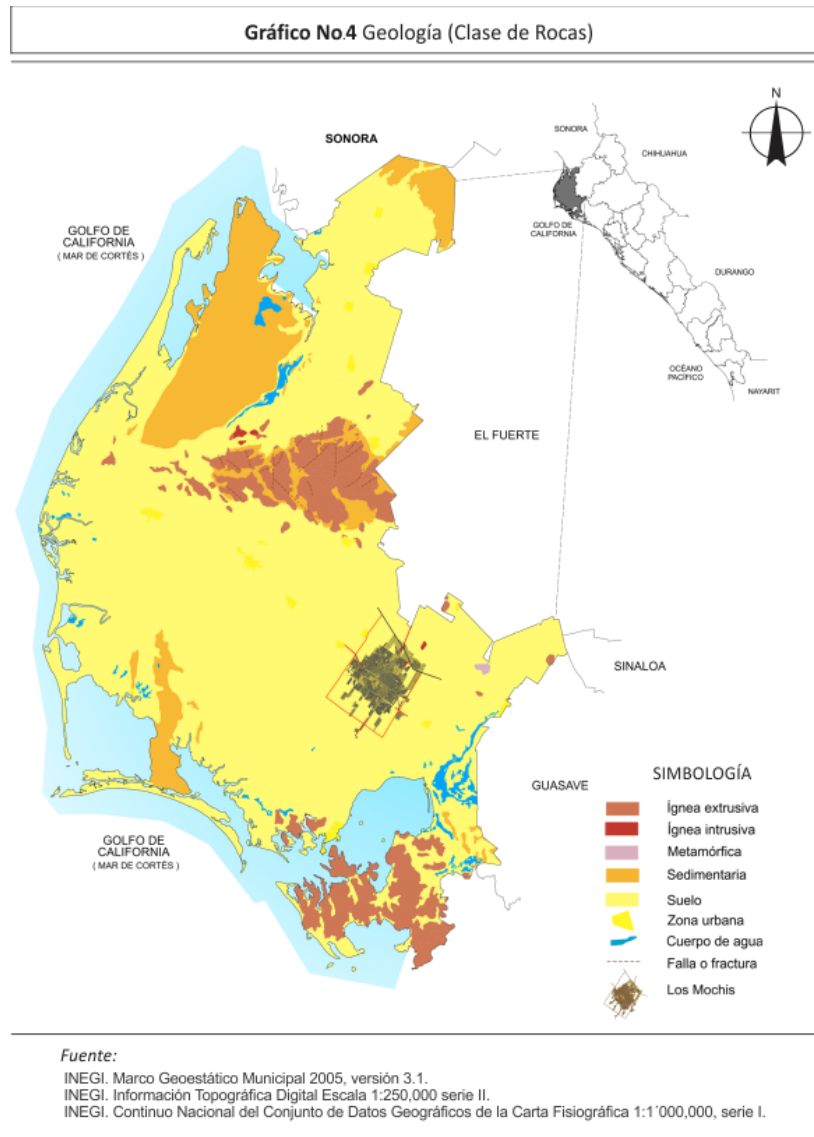 Gráfico No.4 Geología (Clase de Rocas)
N
SONORA
SONORA
CHIHUAHUA
GOLFO DE
CALIFORNIA
( MAR DE CORTÉS )
GOLFO DE
CALIFORNIA
DURANGO
OCÉANO
PACÍFICO
NAYARIT
EL FUERTE
SINALOA
GUASAVE
GOLFO DE
CALIFORNIA
( MAR DE CORTÉS )
SIMBOLOGÍA
Ígnea extrusiva
Ígnea intrusiva
Metamórfica
Sedimentaria
Suelo
Zona urbana
Cuerpo de agua
Falla o fractura
Los Mochis
Fuente:
INEGI. Marco Geoestático Municipal 2005, versión 3.1.
INEGI. Información Topográfica Digital Escala 1:250,000 serie II.
INEGI. Continuo Nacional del Conjunto de Datos Geográficos de la Carta Fisiográfica 1:1´000,000, serie I.